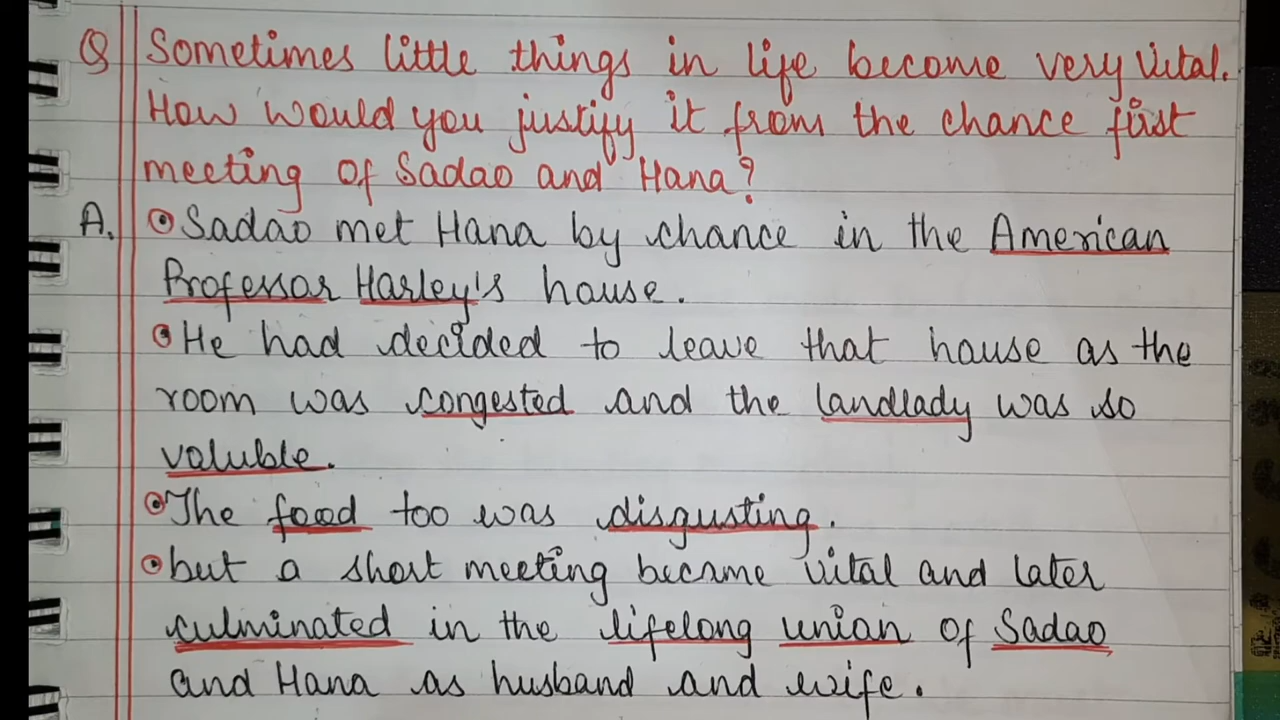 Q Sometimes little things in life become very vital.
How would you justify it from the chance first
meeting of Sadao and Hana?
A. Sadao met Hana by chance in the American
Professor Harley's house.
He had decided to leave that house as the
room was congested and the landlady was so
voluble.
The food too was disgusting.
but a short meeting became vital and later
culminated in the lifelong union of Sadao
and Hana as husband and wife.